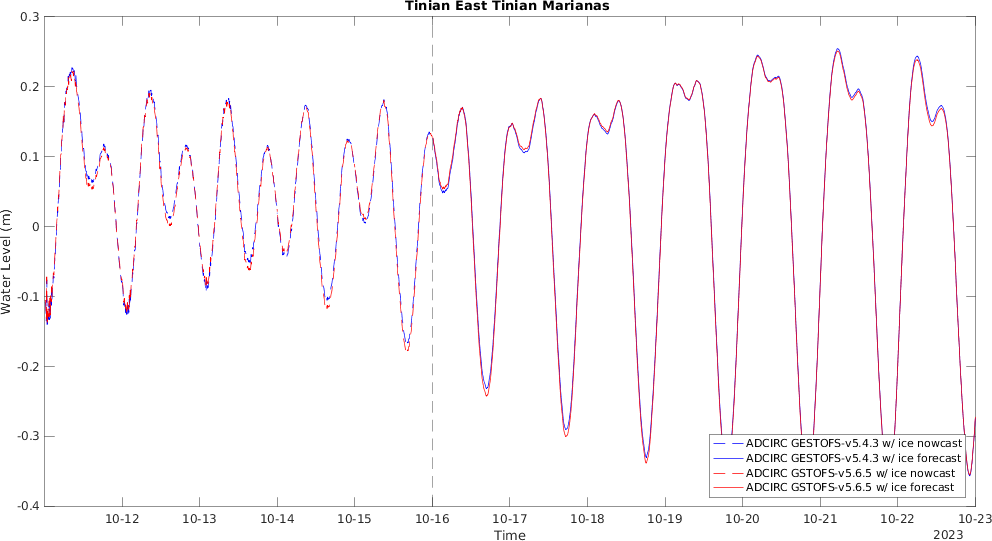 Tinian East Tinian Marianas
Water Level (m)
0.3
0.2
0.1
0
-0.1
-0.2
-0.3
-0.4
ADCIRC GESTOFS-v5.4.3 w/ ice nowcast
ADCIRC GESTOFS-v5.4.3 w/ ice forecast
ADCIRC GSTOFS-v5.6.5 w/ ice nowcast
ADCIRC GSTOFS-v5.6.5 w/ ice forecast
10-12 10-13 10-14 10-15 10-16 10-17 10-18 10-19 10-20 10-21 10-22 10-23
Time
2023